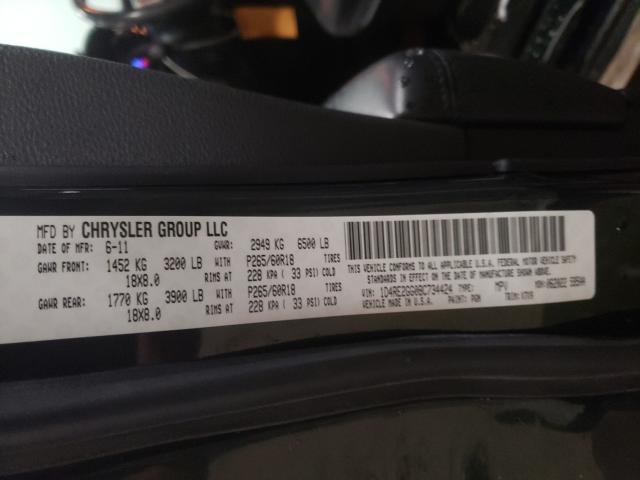 MFD BY CHRYSLER GROUP LLC
DATE OF MFR: 6-11 GVWR: 2949 KG 6500 LB
GAWR FRONT: 1452 KG 3200 LB WITH P265/60R18 TIRES
18X8.0 RIMS AT 228 KPA ( 33 PSI) COLD
GAWR REAR: 1770 KG 3900 LB WITH P265/60R18 TIRES
18X8.0 RIMS AT 228 KPA ( 33 PSI) COLD
THIS VEHICLE CONFORMS TO ALL APPLICABLE U.S.A. FEDERAL MOTOR VEHICLE SAFETY
STANDARDS IN EFFECT ON THE DATE OF MANUFACTURE SHOWN ABOVE.
VIN: TYPE: MPV MDH:
VEHICLE MADE IN U.S.A. PAINT: TRIM: